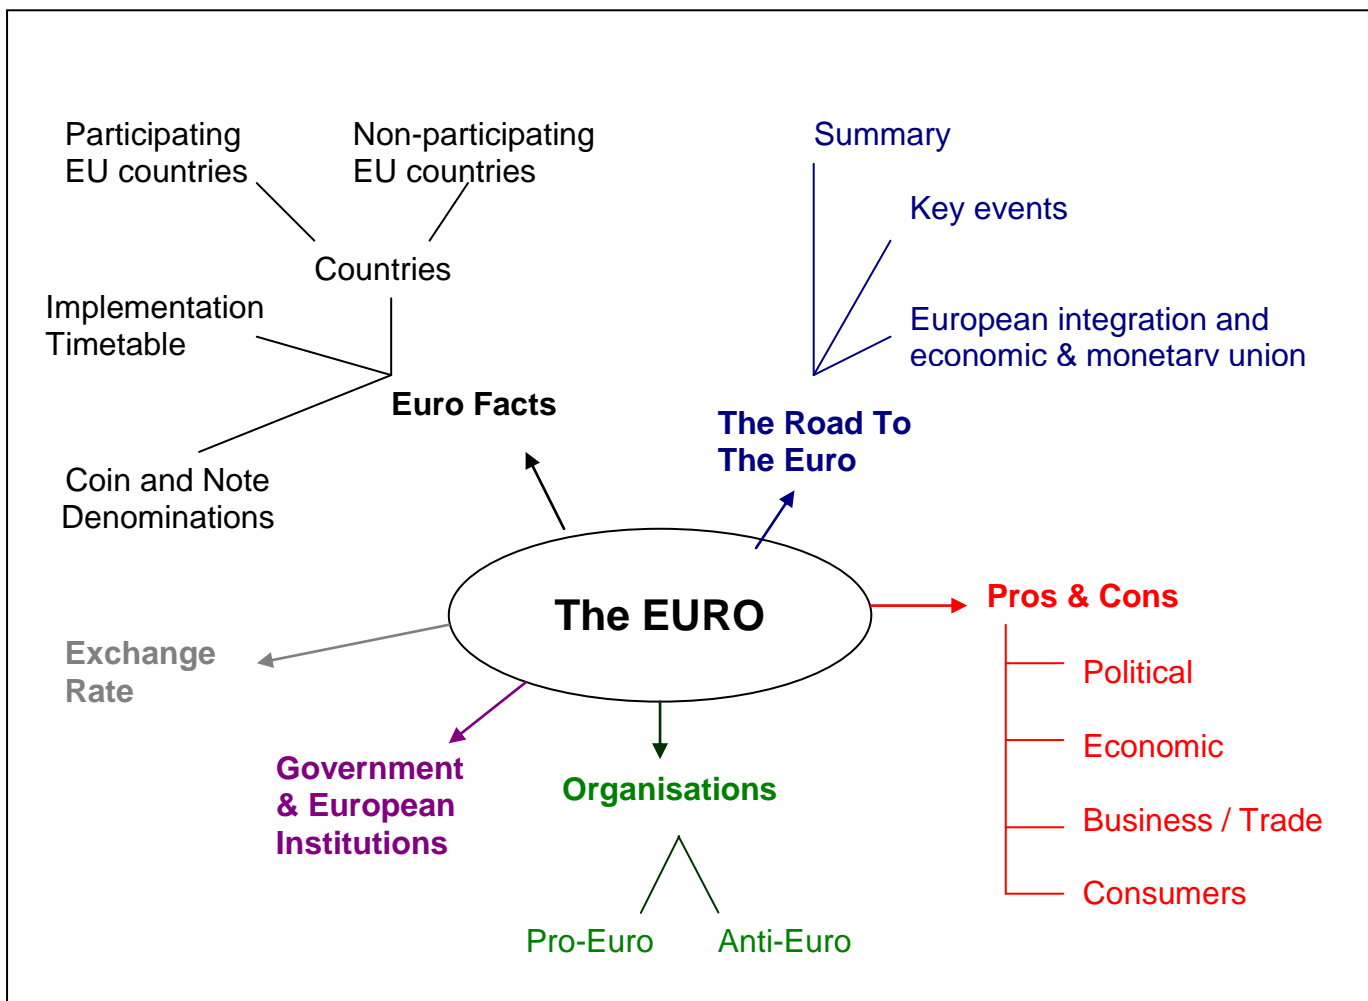 Participating
EU countries
Non-participating
EU countries
Countries
Implementation
Timetable
Coin and Note
Denominations
Euro Facts
Summary
Key events
European integration and
economic & monetary union
The Road To
The Euro
The EURO
Pros & Cons
Political
Economic
Business / Trade
Consumers
Exchange
Rate
Government
& European
Institutions
Organisations
Pro-Euro
Anti-Euro